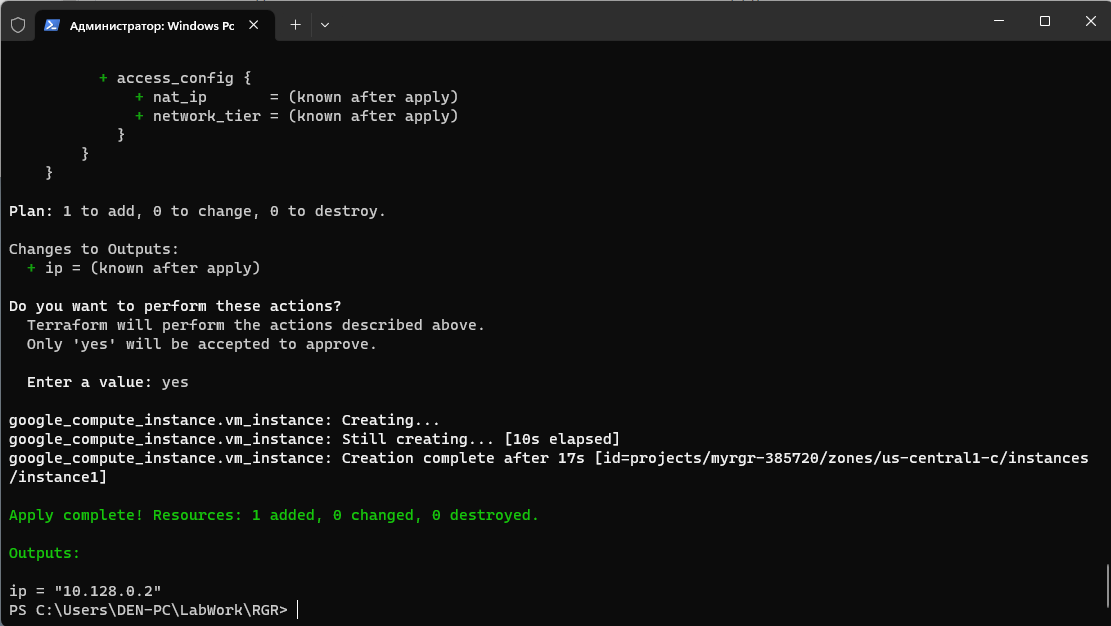 Администратор: Windows Pc
+ access_config {
+ nat_ip       = (known after apply)
+ network_tier = (known after apply)
}
}
}
Plan: 1 to add, 0 to change, 0 to destroy.
Changes to Outputs:
+ ip = (known after apply)
Do you want to perform these actions?
Terraform will perform the actions described above.
Only 'yes' will be accepted to approve.
Enter a value: yes
google_compute_instance.vm_instance: Creating...
google_compute_instance.vm_instance: Still creating... [10s elapsed]
google_compute_instance.vm_instance: Creation complete after 17s [id=projects/myrgr-385720/zones/us-central1-c/instances
/instance1]
Apply complete! Resources: 1 added, 0 changed, 0 destroyed.
Outputs:
ip = "10.128.0.2"
PS C:\Users\DEN-PC\LabWork\RGR>